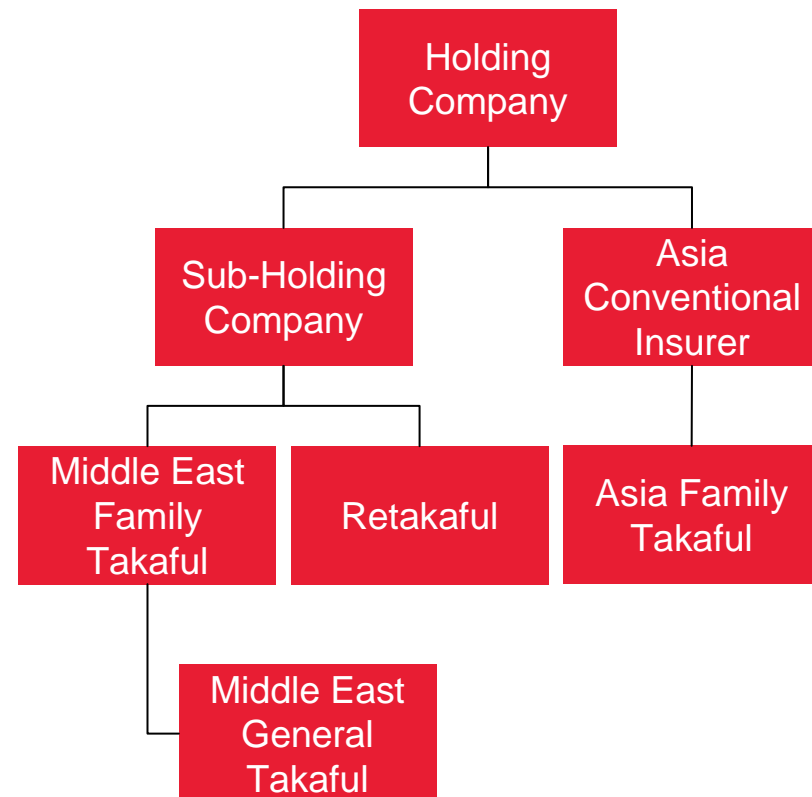 Holding
Company
Sub-Holding
Company
Asia
Conventional
Insurer
Middle East
Family
Takaful
Retakaful
Asia Family
Takaful
Middle East
General
Takaful